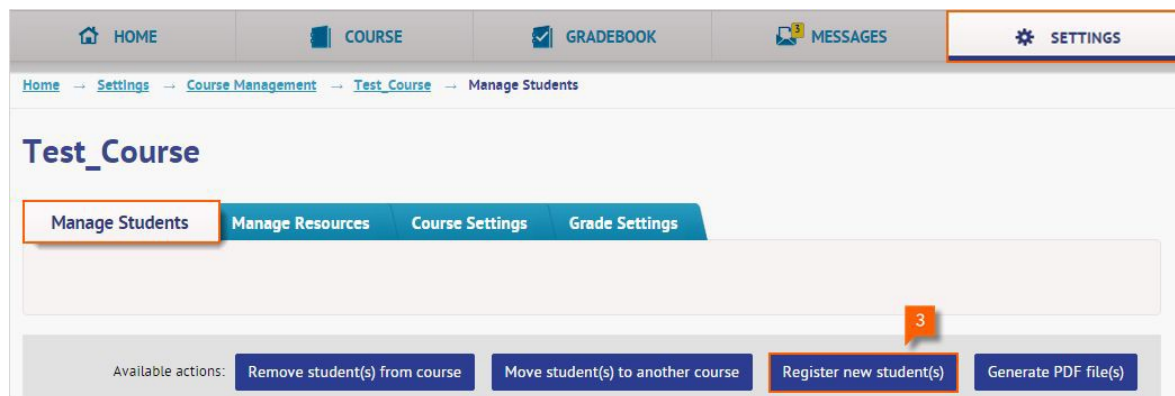 HOME COURSE GRADEBOOK 3 MESSAGES SETTINGS
Home → Settings → Course Management → Test_Course → Manage Students
Test_Course
Manage Students Manage Resources Course Settings Grade Settings
3
Available actions: Remove student(s) from course Move student(s) to another course Register new student(s) Generate PDF file(s)